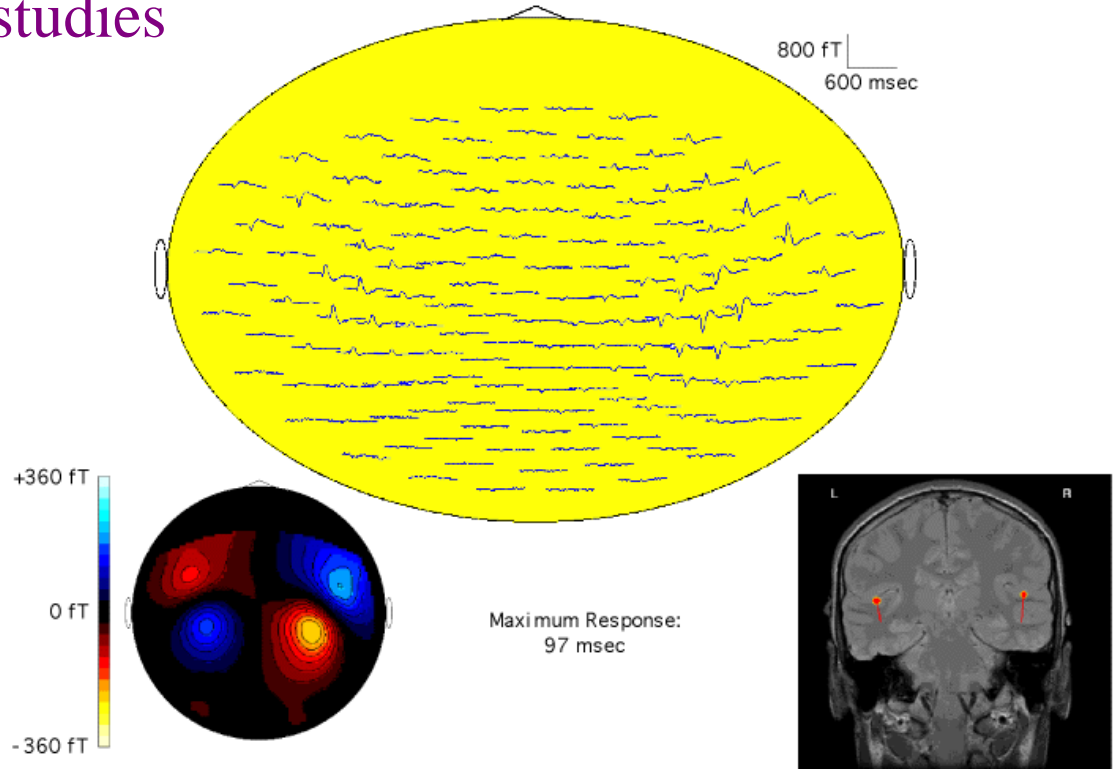 studies
800 fT
600 msec
+360 fT
0 fT
-360 fT
Maximum Response:
97 msec
L R